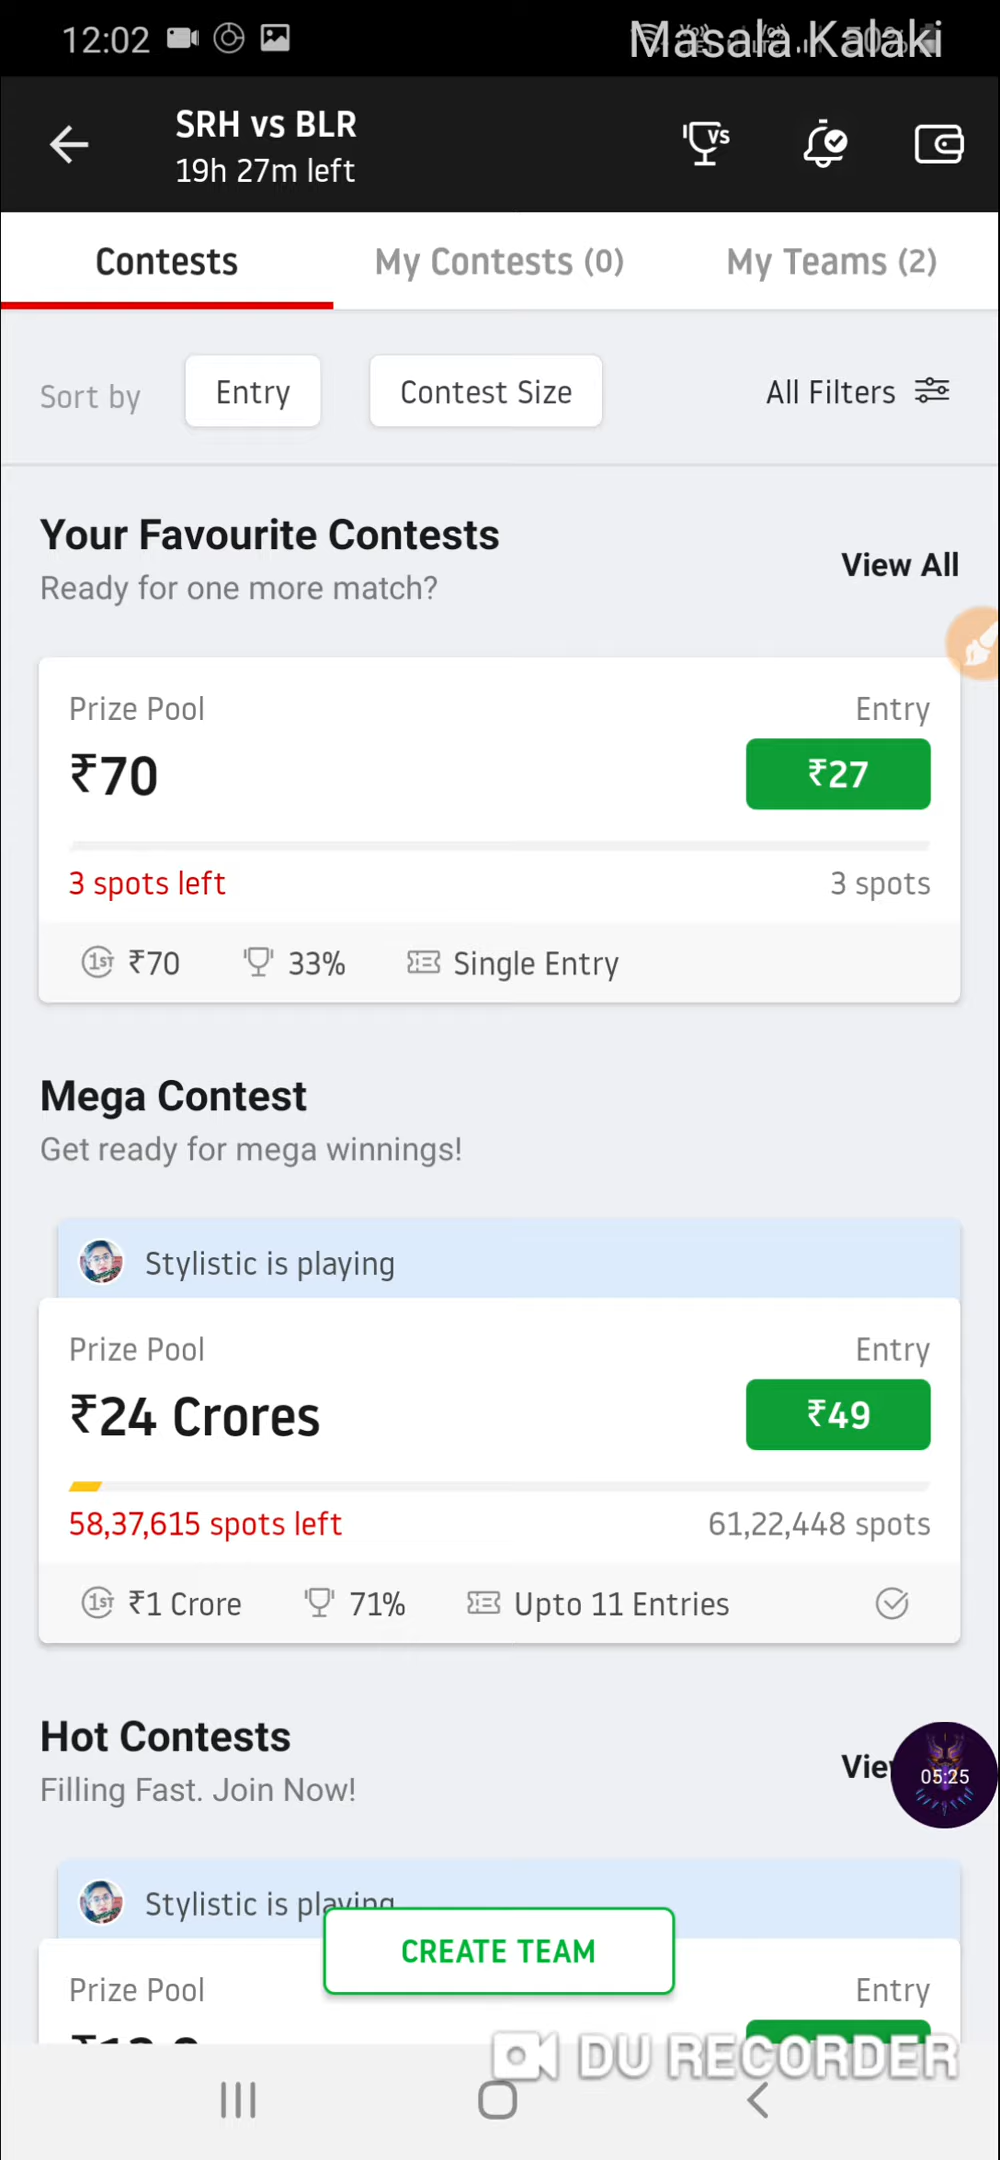 12:02
Masala Kalaki
SRH vs BLR
19h 27m left
VS
Contests
My Contests (0)
My Teams (2)
Sort by
Entry
Contest Size
All Filters
Your Favourite Contests
Ready for one more match?
View All
Prize Pool
Entry
₹70
₹27
3 spots left
3 spots
1ST ₹70
33%
Single Entry
Mega Contest
Get ready for mega winnings!
Stylistic is playing
Prize Pool
Entry
₹24 Crores
₹49
58,37,615 spots left
61,22,448 spots
1ST ₹1 Crore
71%
Upto 11 Entries
Hot Contests
Filling Fast. Join Now!
05:25
Stylistic is playing
CREATE TEAM
Prize Pool
Entry
DU RECORDER